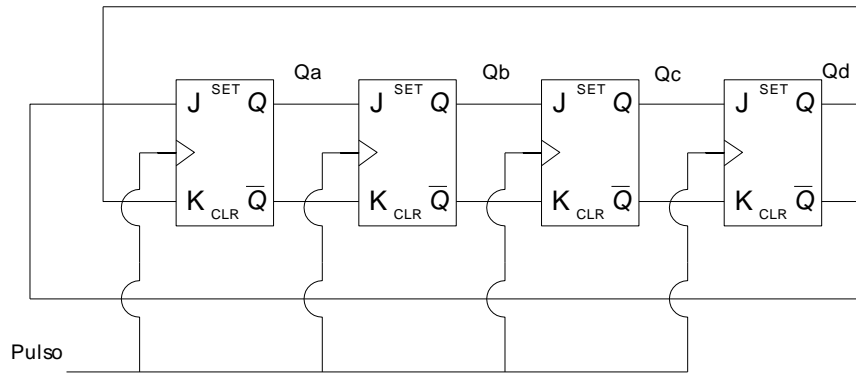 Qa Qb Qc Qd
J SET Q J SET Q J SET Q J SET Q
K CLR Q̅ K CLR Q̅ K CLR Q̅ K CLR Q̅
Pulso